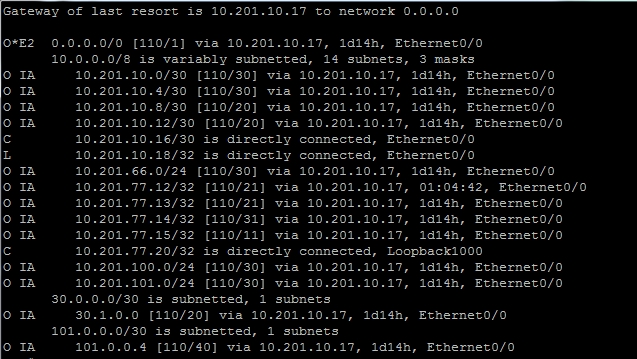 Gateway of last resort is 10.201.10.17 to network 0.0.0.0
O*E2  0.0.0.0/0 [110/1] via 10.201.10.17, 1d14h, Ethernet0/0
      10.0.0.0/8 is variably subnetted, 14 subnets, 3 masks
O IA     10.201.10.0/30 [110/30] via 10.201.10.17, 1d14h, Ethernet0/0
O IA     10.201.10.4/30 [110/30] via 10.201.10.17, 1d14h, Ethernet0/0
O IA     10.201.10.8/30 [110/20] via 10.201.10.17, 1d14h, Ethernet0/0
O IA     10.201.10.12/30 [110/20] via 10.201.10.17, 1d14h, Ethernet0/0
C        10.201.10.16/30 is directly connected, Ethernet0/0
L        10.201.10.18/32 is directly connected, Ethernet0/0
O IA     10.201.66.0/24 [110/30] via 10.201.10.17, 1d14h, Ethernet0/0
O IA     10.201.77.12/32 [110/21] via 10.201.10.17, 01:04:42, Ethernet0/0
O IA     10.201.77.13/32 [110/21] via 10.201.10.17, 1d14h, Ethernet0/0
O IA     10.201.77.14/32 [110/31] via 10.201.10.17, 1d14h, Ethernet0/0
O IA     10.201.77.15/32 [110/11] via 10.201.10.17, 1d14h, Ethernet0/0
C        10.201.77.20/32 is directly connected, Loopback1000
O IA     10.201.100.0/24 [110/30] via 10.201.10.17, 1d14h, Ethernet0/0
O IA     10.201.101.0/24 [110/30] via 10.201.10.17, 1d14h, Ethernet0/0
      30.0.0.0/30 is subnetted, 1 subnets
O IA     30.1.0.0 [110/20] via 10.201.10.17, 1d14h, Ethernet0/0
      101.0.0.0/30 is subnetted, 1 subnets
O IA     101.0.0.4 [110/40] via 10.201.10.17, 1d14h, Ethernet0/0